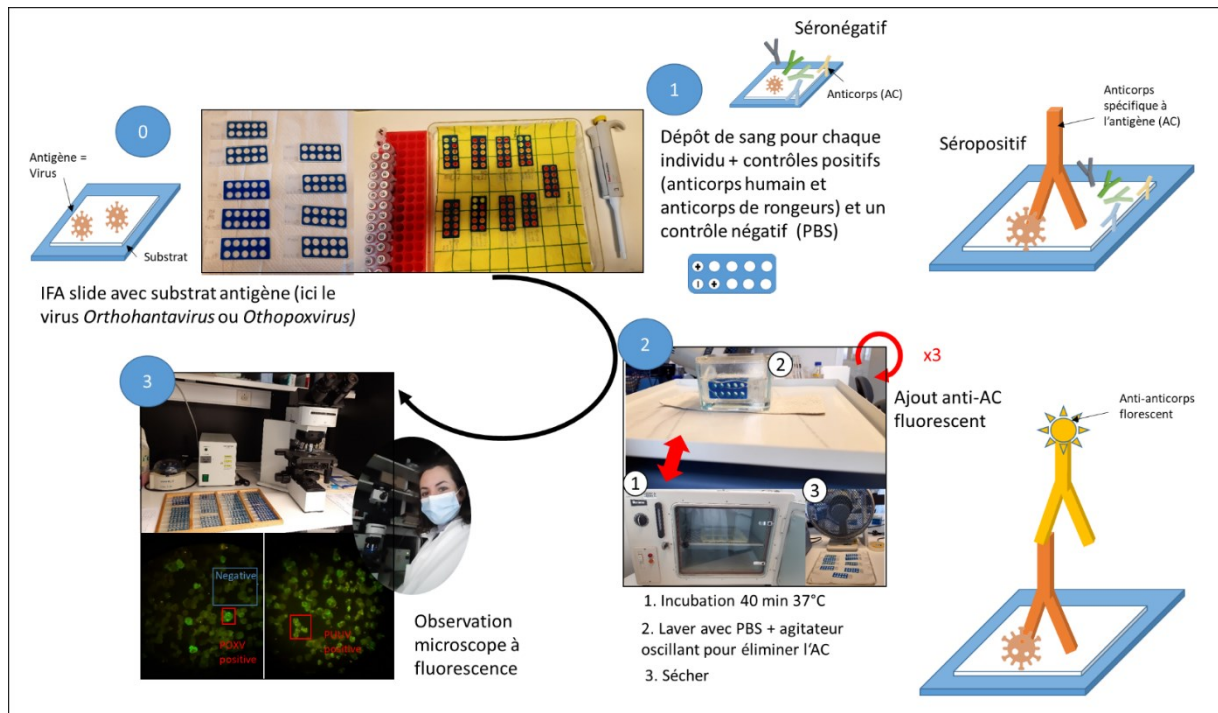 0
Antigène =
Virus
Substrat
IFA slide avec substrat antigène (ici le
virus Orthohantavirus ou Othopoxvirus)
1
Séronégatif
Anticorps (AC)
Dépôt de sang pour chaque
individu + contrôles positifs
(anticorps humain et
anticorps de rongeurs) et un
contrôle négatif (PBS)
+
- +
Séropositif
Anticorps
spécifique à
l'antigène (AC)
2
2
x3
Ajout anti-AC
fluorescent
1
3
1. Incubation 40 min 37°C
2. Laver avec PBS + agitateur
oscillant pour éliminer l'AC
3. Sécher
Anti-anticorps
florescent
3
Negative
POXV
positive
PUUV
positive
Observation
microscope à
fluorescence